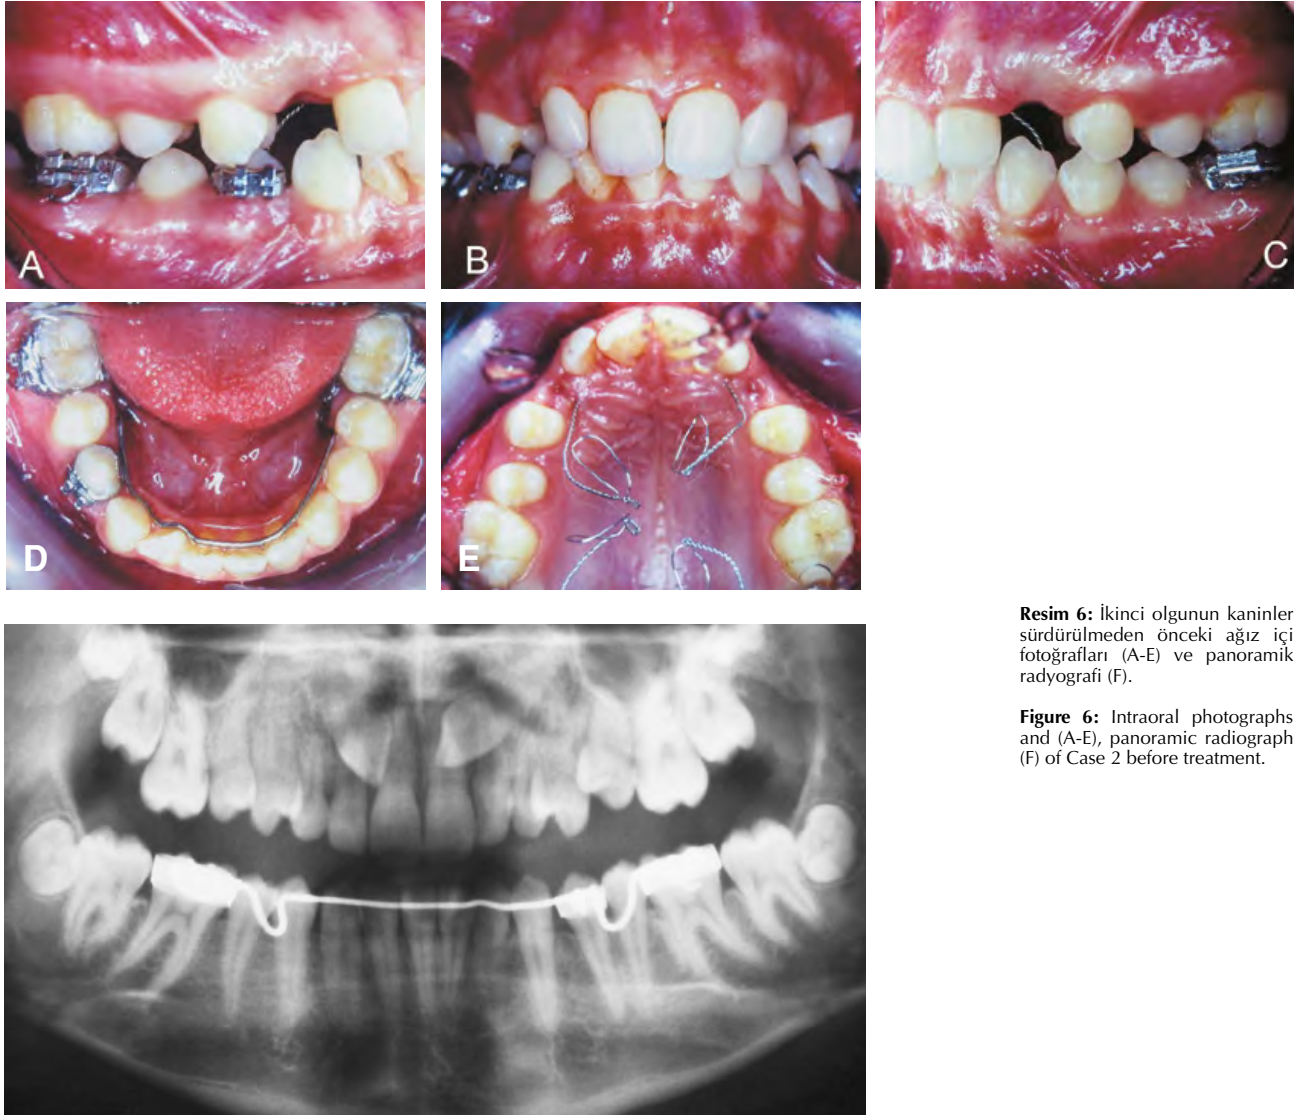 A
B
C
D
E
Resim 6: İkinci olgunun kaninler
sürdürülmeden önceki ağız içi
fotoğrafları (A-E) ve panoramik
radyografi (F).
Figure 6: Intraoral photographs
and (A-E), panoramic radiograph
(F) of Case 2 before treatment.